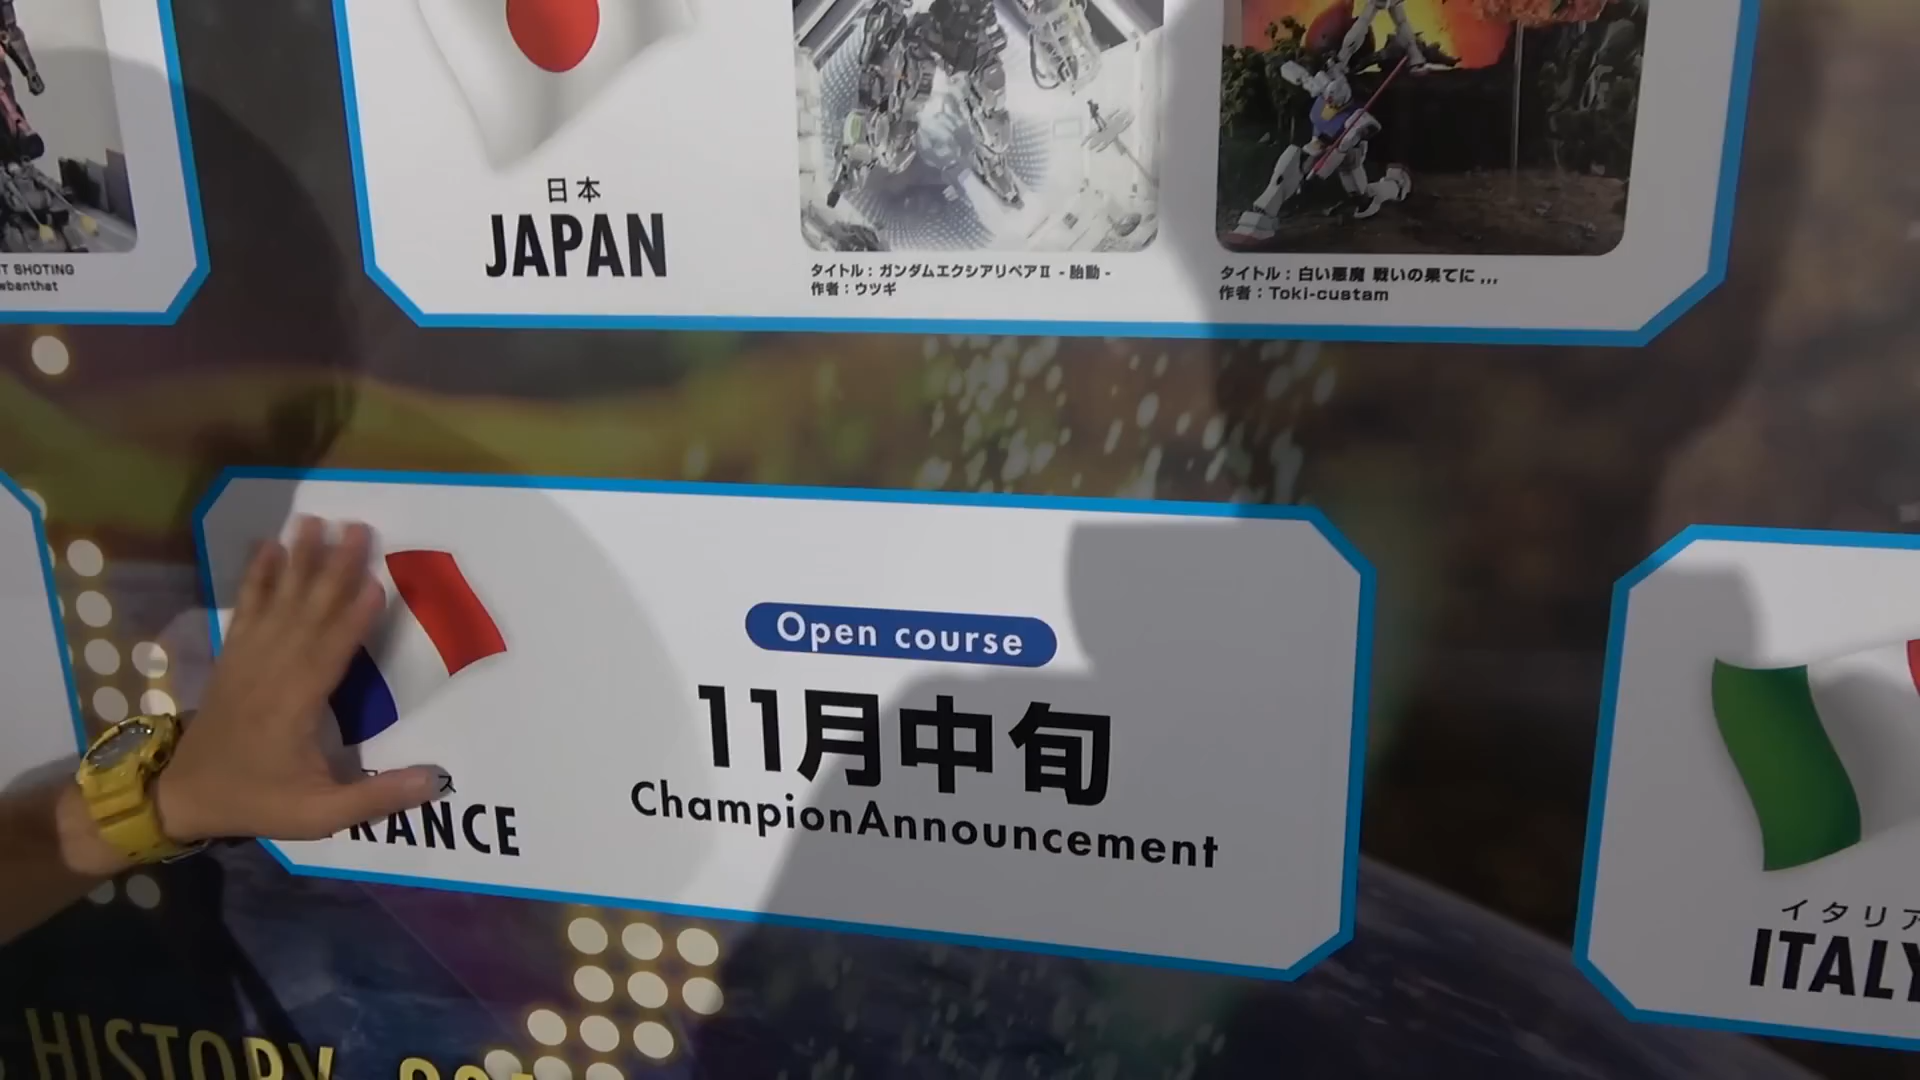 T SHOTING
wbanthat
日本
JAPAN
タイトル：ガンダムエクシアリペアⅡ - 胎動 -
作者：ウツギ
タイトル：白い悪魔 戦いの果てに...
作者：Toki-custam
ス
RANCE
Open course
11月中旬
ChampionAnnouncement
イタリア
ITALY
HISTORY